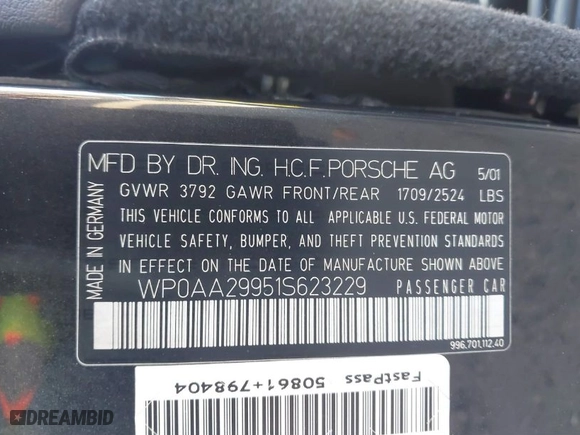 MFD BY DR. ING. H.C.F.PORSCHE AG 5/01
GVWR 3792 GAWR FRONT/REAR 1709/2524 LBS
THIS VEHICLE CONFORMS TO ALL APPLICABLE U.S. FEDERAL MOTOR
VEHICLE SAFETY, BUMPER, AND THEFT PREVENTION STANDARDS
IN EFFECT ON THE DATE OF MANUFACTURE SHOWN ABOVE
WP0AA29951S623229 PASSENGER CAR
996.701.112.40
MADE IN GERMANY
FastPass 50861+798404
DREAMBID